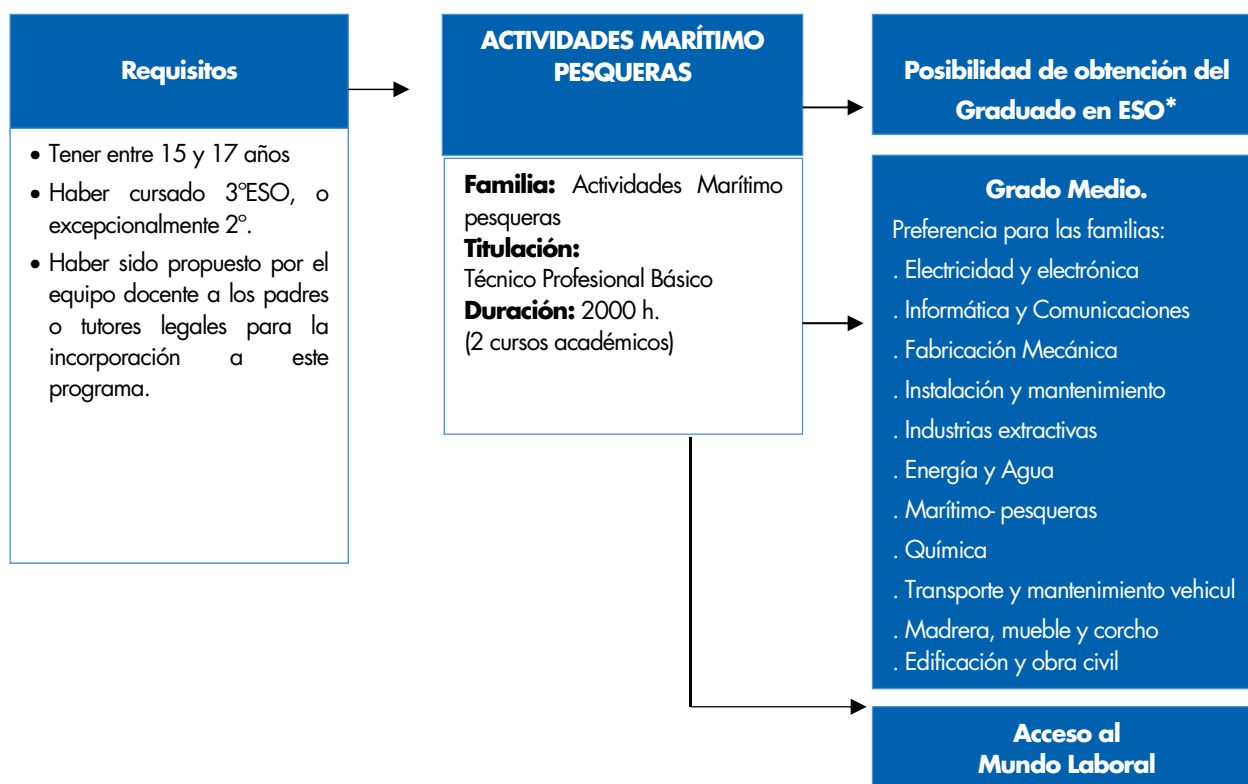 Requisitos
• Tener entre 15 y 17 años
• Haber cursado 3ºESO, o
excepcionalmente 2º.
• Haber sido propuesto por el
equipo docente a los padres
o tutores legales para la
incorporación a este
programa.
ACTIVIDADES MARÍTIMO
PESQUERAS
Familia: Actividades Marítimo
pesqueras
Titulación:
Técnico Profesional Básico
Duración: 2000 h.
(2 cursos académicos)
Posibilidad de obtención del
Graduado en ESO*
Grado Medio.
Preferencia para las familias:
. Electricidad y electrónica
. Informática y Comunicaciones
. Fabricación Mecánica
. Instalación y mantenimiento
. Industrias extractivas
. Energía y Agua
. Marítimo- pesqueras
. Química
. Transporte y mantenimiento vehicul
. Madrera, mueble y corcho
. Edificación y obra civil
Acceso al
Mundo Laboral